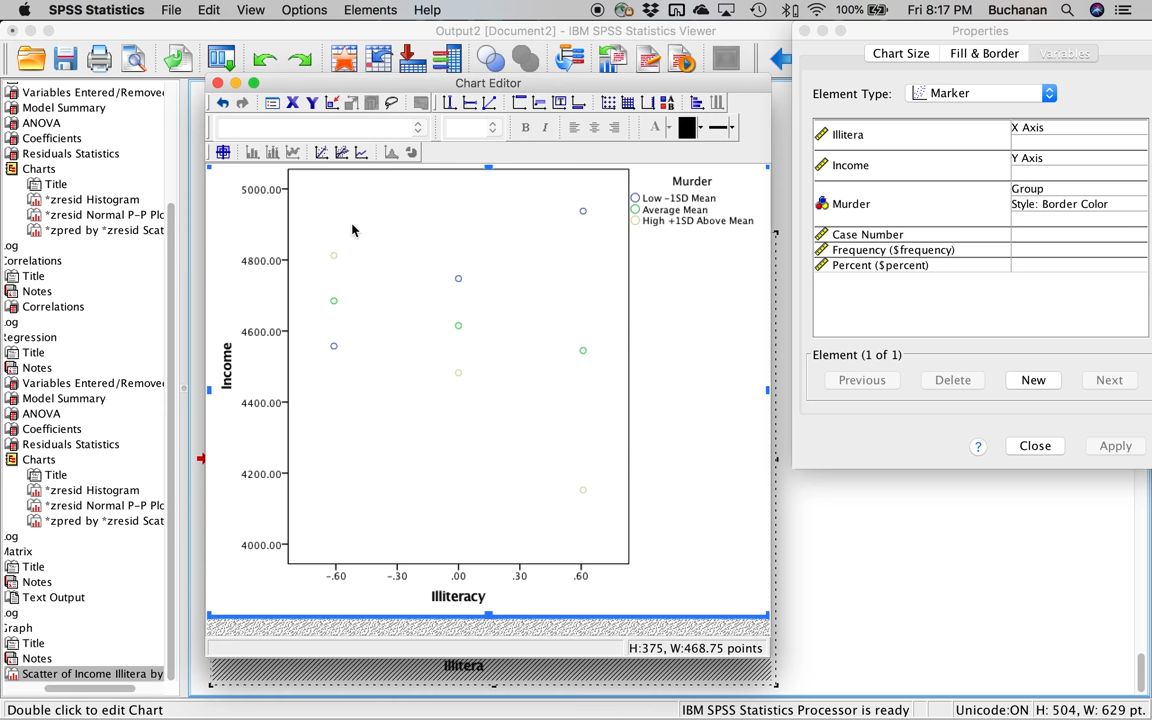 SPSS Statistics File Edit View Options Elements Help 100% Fri 8:17 PM Buchanan
Output2 [Document2] - IBM SPSS Statistics Viewer
Variables Entered/Remove
Model Summary
ANOVA
Coefficients
Residuals Statistics
Charts
Title
*zresid Histogram
*zresid Normal P-P Plo
*zpred by *zresid Scat
og
orrelations
Title
Notes
Correlations
og
egression
Title
Notes
Variables Entered/Remove
Model Summary
ANOVA
Coefficients
Residuals Statistics
Charts
Title
*zresid Histogram
*zresid Normal P-P Plo
*zpred by *zresid Scat
og
Matrix
Title
Notes
Text Output
og
Graph
Title
Notes
Scatter of Income Illitera by
Chart Editor
X Y
B I A
5000.00
4800.00
4600.00
4400.00
4200.00
4000.00
Income
-.60 -.30 .00 .30 .60
Illiteracy
Murder
Low -1SD Mean
Average Mean
High +1SD Above Mean
H:375, W:468.75 points
Illitera
Properties
Chart Size Fill & Border Variables
Element Type: Marker
Illitera X Axis
Income Y Axis
Murder Group
Style: Border Color
Case Number
Frequency ($frequency)
Percent ($percent)
Element (1 of 1)
Previous Delete New Next
? Close Apply
Double click to edit Chart IBM SPSS Statistics Processor is ready Unicode:ON H: 504, W: 629 pt.